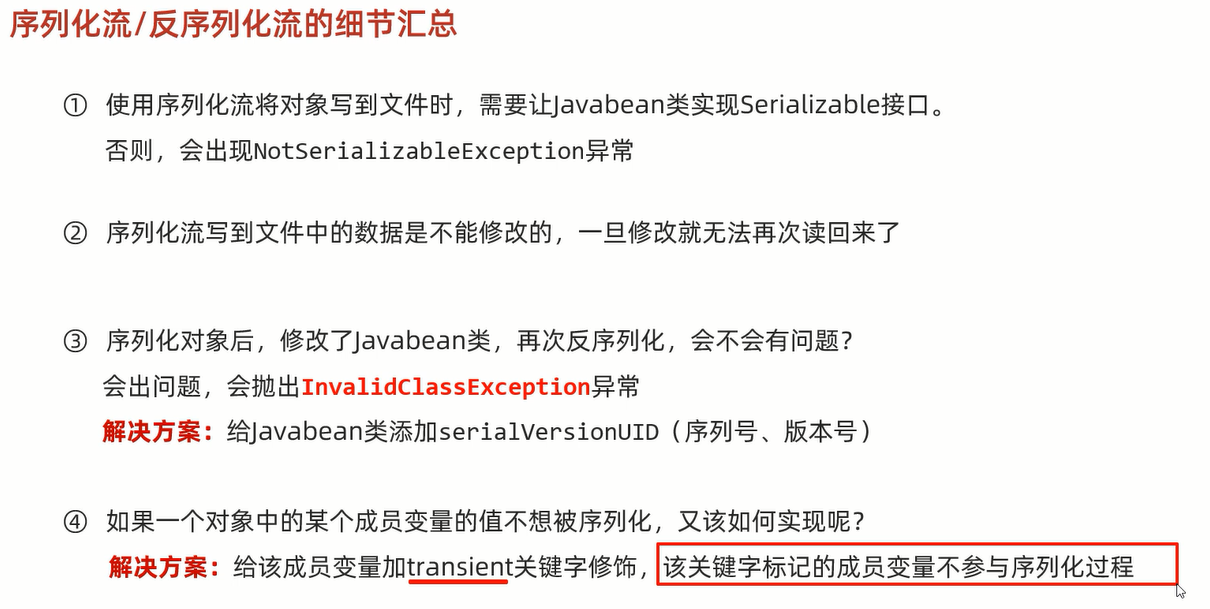 序列化流/反序列化流的细节汇总
① 使用序列化流将对象写到文件时，需要让Javabean类实现Serializable接口。
否则，会出现NotSerializableException异常
② 序列化流写到文件中的数据是不能修改的，一旦修改就无法再次读回来了
③ 序列化对象后，修改了Javabean类，再次反序列化，会不会有问题？
会出问题，会抛出InvalidClassException异常
解决方案：给Javabean类添加serialVersionUID（序列号、版本号）
④ 如果一个对象中的某个成员变量的值不想被序列化，又该如何实现呢？
解决方案：给该成员变量加transient关键字修饰，该关键字标记的成员变量不参与序列化过程